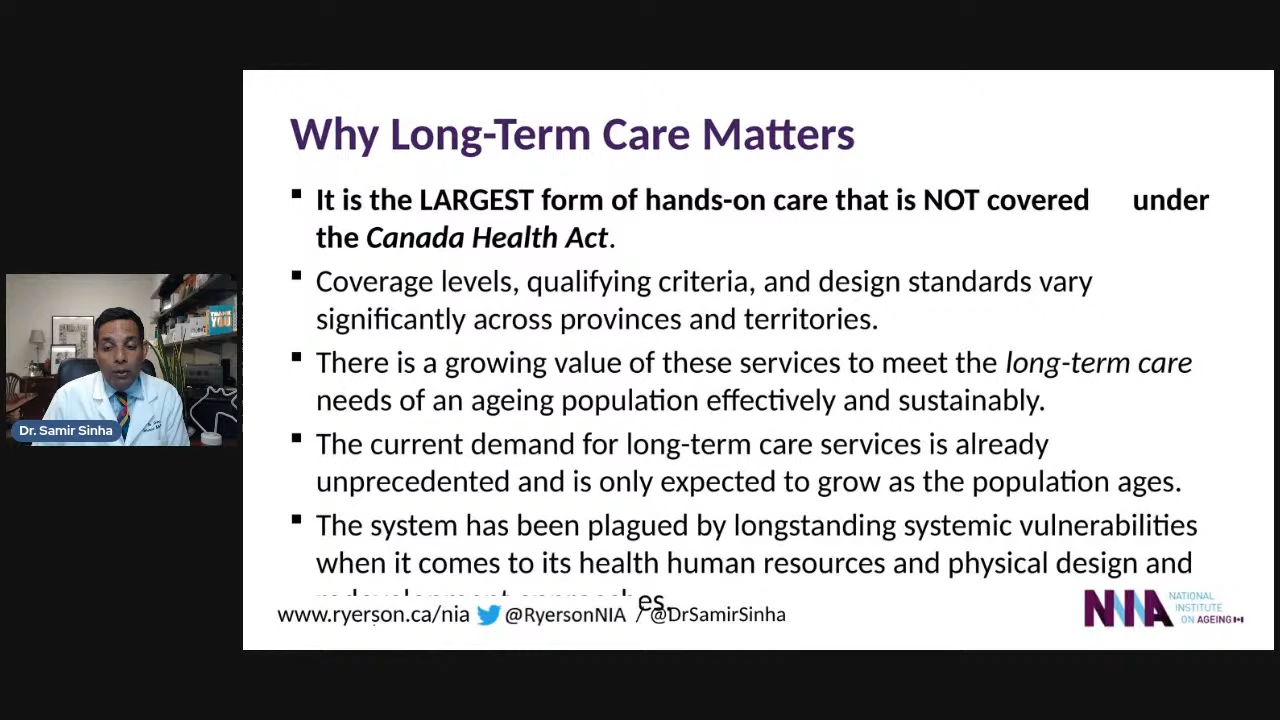 Why Long-Term Care Matters
It is the LARGEST form of hands-on care that is NOT covered under
the Canada Health Act.
Coverage levels, qualifying criteria, and design standards vary
significantly across provinces and territories.
There is a growing value of these services to meet the long-term care
needs of an ageing population effectively and sustainably.
The current demand for long-term care services is already
unprecedented and is only expected to grow as the population ages.
The system has been plagued by longstanding systemic vulnerabilities
when it comes to its health human resources and physical design and
redevelopment approaches.
www.ryerson.ca/nia @RyersonNIA / @DrSamirSinha
NIA NATIONAL
INSTITUTE
ON AGEING
Dr. Samir Sinha
THANK
YOU